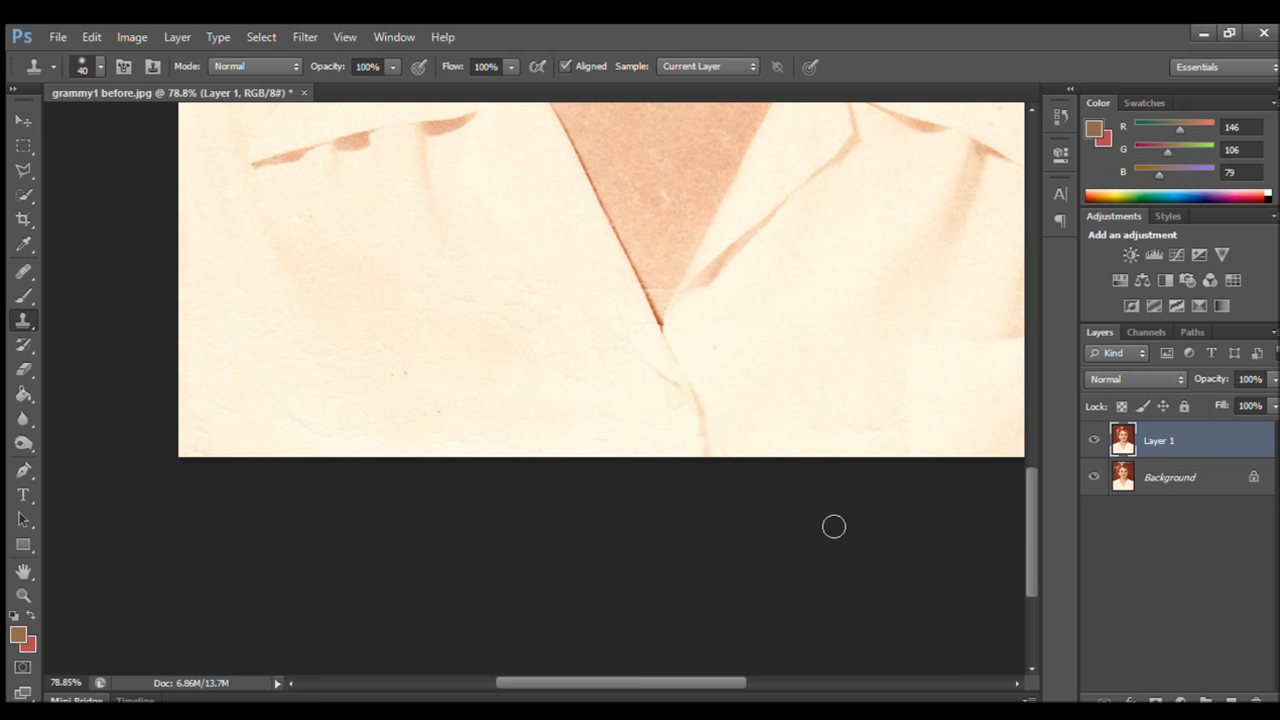 Ps File Edit Image Layer Type Select Filter View Window Help
40 Mode: Normal Opacity: 100% Flow: 100% Aligned Sample: Current Layer Essentials
grammy1 before.jpg @ 78.8% (Layer 1, RGB/8#) * ×
Color Swatches
R 146
G 106
B 79
Adjustments Styles
Add an adjustment
Layers Channels Paths
Kind
Normal Opacity: 100%
Lock: Fill: 100%
Layer 1
Background
78.85% Doc: 6.86M/13.7M
Mini Bridge Timeline